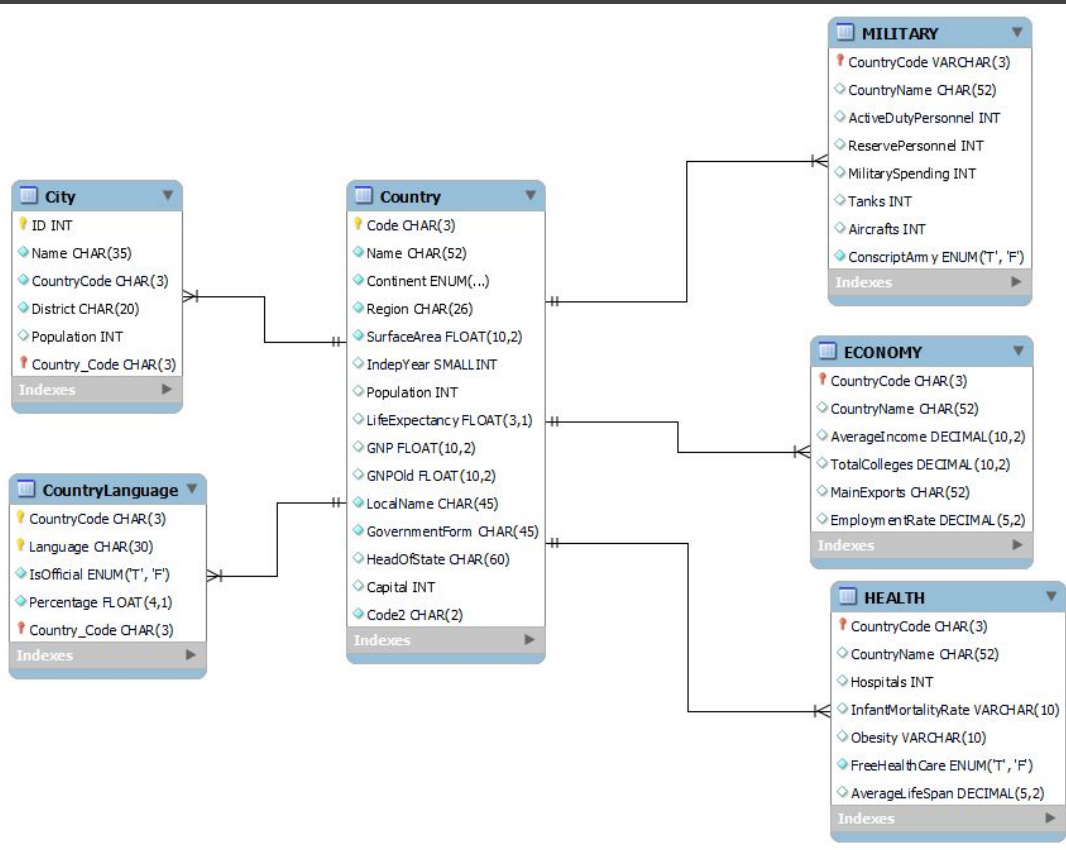 City
ID INT
Name CHAR(35)
CountryCode CHAR(3)
District CHAR(20)
Population INT
Country_Code CHAR(3)
Indexes
CountryLanguage
CountryCode CHAR(3)
Language CHAR(30)
IsOfficial ENUM('T', 'F')
Percentage FLOAT(4,1)
Country_Code CHAR(3)
Indexes
Country
Code CHAR(3)
Name CHAR(52)
Continent ENUM(...)
Region CHAR(26)
SurfaceArea FLOAT(10,2)
IndepYear SMALLINT
Population INT
LifeExpectancy FLOAT(3,1)
GNP FLOAT(10,2)
GNPOld FLOAT(10,2)
LocalName CHAR(45)
GovernmentForm CHAR(45)
HeadOfState CHAR(60)
Capital INT
Code2 CHAR(2)
Indexes
MILITARY
CountryCode VARCHAR(3)
CountryName CHAR(52)
ActiveDutyPersonnel INT
ReservePersonnel INT
MilitarySpending INT
Tanks INT
Aircrafts INT
ConscriptArmy ENUM('T', 'F')
Indexes
ECONOMY
CountryCode CHAR(3)
CountryName CHAR(52)
AverageIncome DECIMAL(10,2)
TotalColleges DECIMAL(10,2)
MainExports CHAR(52)
EmploymentRate DECIMAL(5,2)
Indexes
HEALTH
CountryCode CHAR(3)
CountryName CHAR(52)
Hospitals INT
InfantMortalityRate VARCHAR(10)
Obesity VARCHAR(10)
FreeHealthCare ENUM('T', 'F')
AverageLifeSpan DECIMAL(5,2)
Indexes